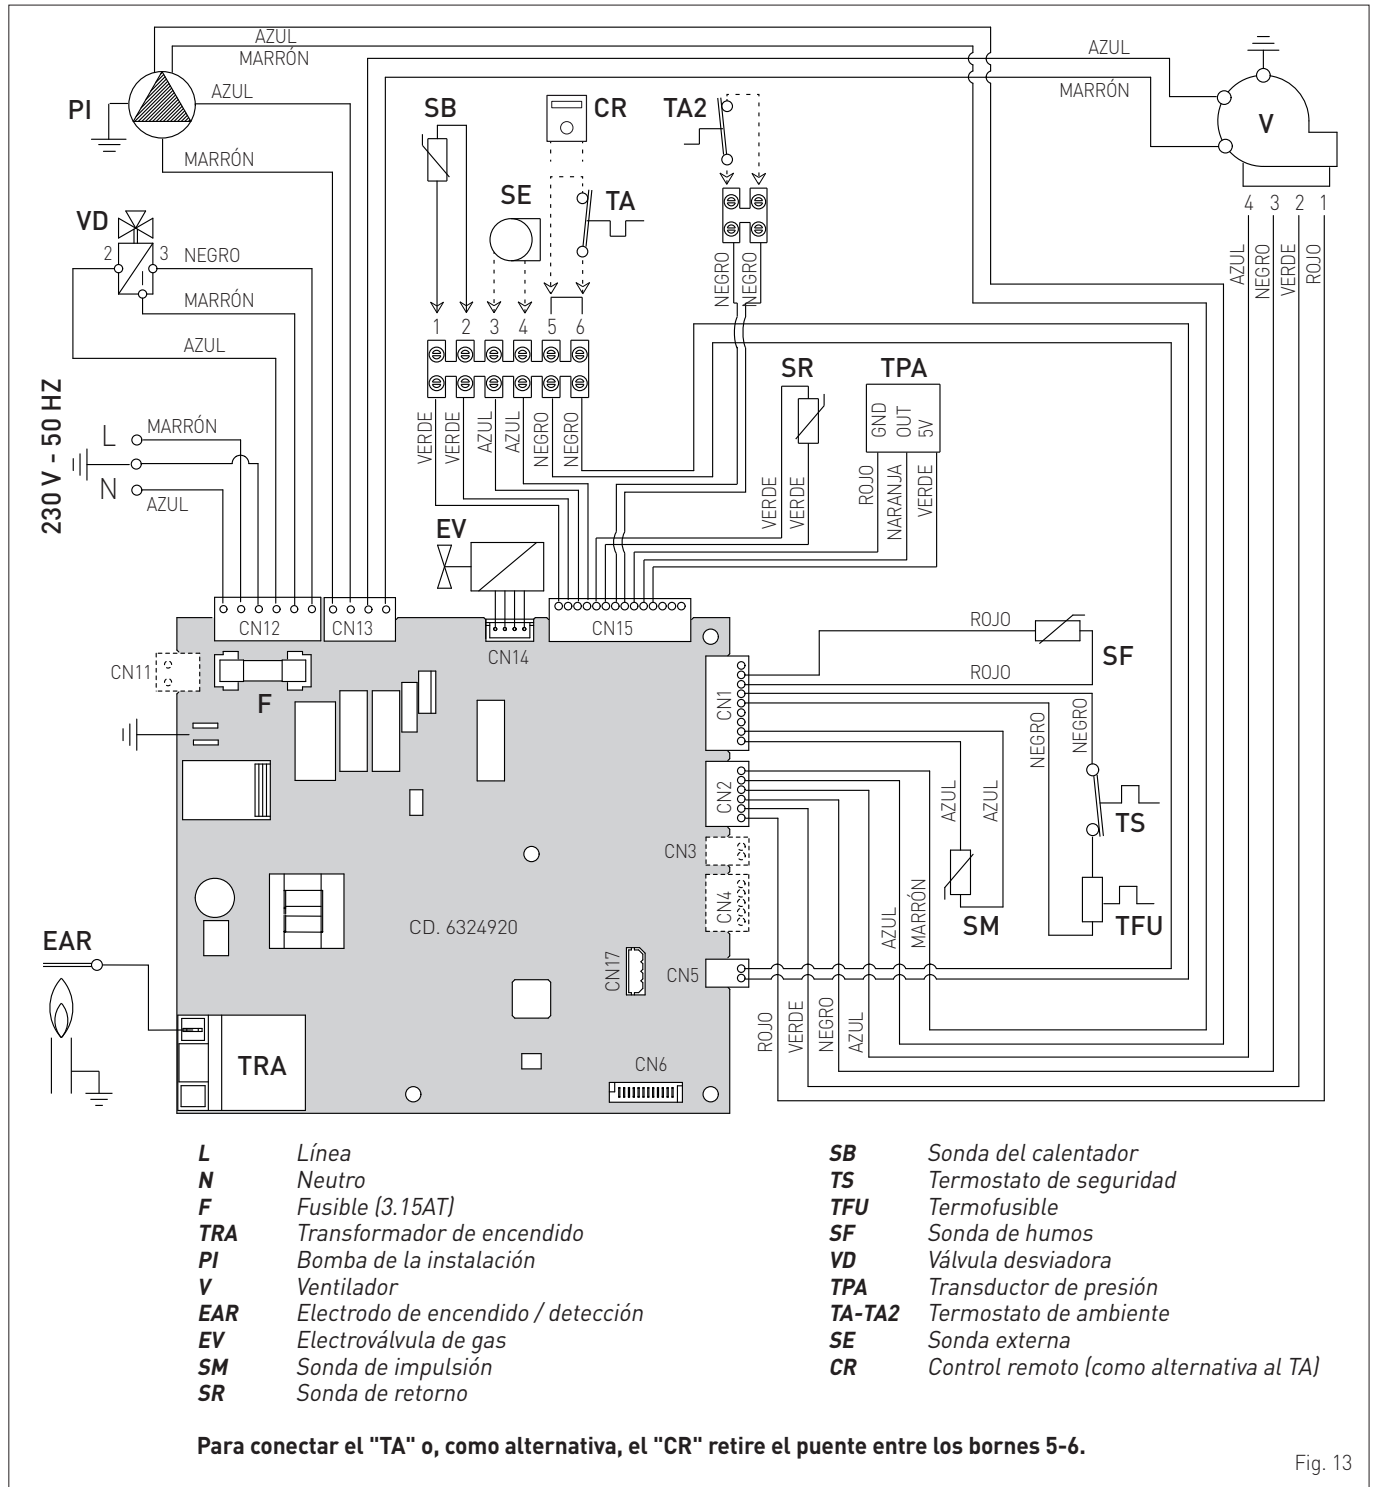 AZUL
MARRÓN
AZUL
MARRÓN
PI
AZUL
MARRÓN
SB
CR
TA2
V
SE
TA
4 3 2 1
AZUL
NEGRO
VERDE
ROJO
VD
2
3
NEGRO
MARRÓN
AZUL
NEGRO
NEGRO
1 2 3 4 5 6
VERDE
VERDE
AZUL
AZUL
NEGRO
NEGRO
SR
TPA
GND
OUT
5V
VERDE
VERDE
ROJO
NARANJA
VERDE
230 V - 50 HZ
L
MARRÓN
N
AZUL
EV
CN12
CN13
CN14
CN15
CN11
F
ROJO
SF
ROJO
CN1
NEGRO
NEGRO
CN2
AZUL
AZUL
TS
CN3
CN4
SM
TFU
AZUL
MARRÓN
CD. 6324920
EAR
CN17
CN5
ROJO
VERDE
NEGRO
AZUL
TRA
CN6
L Línea
N Neutro
F Fusible (3.15AT)
TRA Transformador de encendido
PI Bomba de la instalación
V Ventilador
EAR Electrodo de encendido / detección
EV Electroválvula de gas
SM Sonda de impulsión
SR Sonda de retorno
SB Sonda del calentador
TS Termostato de seguridad
TFU Termofusible
SF Sonda de humos
VD Válvula desviadora
TPA Transductor de presión
TA-TA2 Termostato de ambiente
SE Sonda externa
CR Control remoto (como alternativa al TA)
Para conectar el "TA" o, como alternativa, el "CR" retire el puente entre los bornes 5-6.
Fig. 13